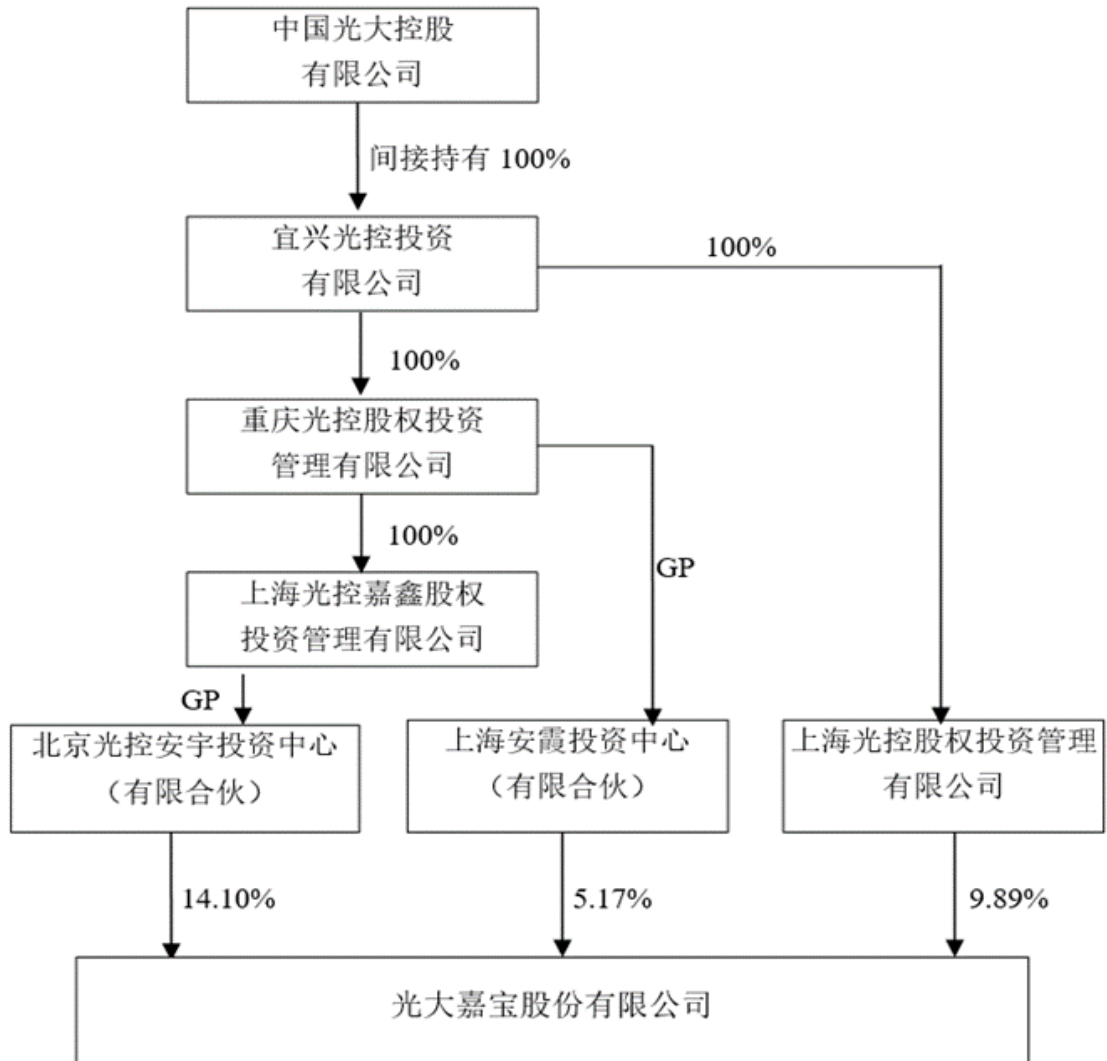 中国光大控股
有限公司
间接持有 100%
宜兴光控投资
有限公司
100%
100%
重庆光控股权投资
管理有限公司
100%
GP
上海光控嘉鑫股权
投资管理有限公司
GP
北京光控安宇投资中心
（有限合伙）
上海安霞投资中心
（有限合伙）
上海光控股权投资管理
有限公司
14.10%
5.17%
9.89%
光大嘉宝股份有限公司